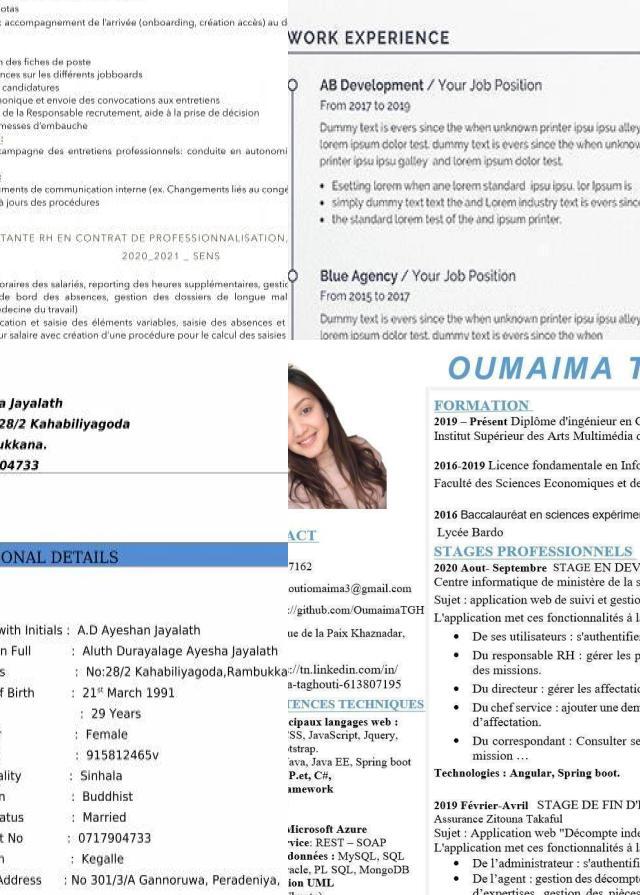 otas
: accompagnement de l'arrivée (onboarding, création accès) au d
n des fiches de poste
nces sur les différents jobboards
candidatures
honique et envoie des convocations aux entretiens
de la Responsable recrutement, aide à la prise de décision
messes d'embauche
campagne des entretiens professionnels: conduite en autonomi
ments de communication interne (ex. Changements liés au congé
à jours des procédures
TANTE RH EN CONTRAT DE PROFESSIONNALISATION,
2020_2021 _ SENS
oraires des salariés, reporting des heures supplémentaires, gestic
de bord des absences, gestion des dossiers de longue mal
édecine du travail)
cation et saisie des éléments variables, saisie des absences et
ur salaire avec création d'une procédure pour le calcul des saisies
WORK EXPERIENCE
AB Development / Your Job Position
From 2017 to 2019
Dummy text is evers since the when unknown printer ipsu ipsu alley
lorem ipsum dolor test. dummy text is evers since the when unknow
printer ipsu ipsu galley and lorem ipsum dolor test.
• Esetting lorem when ane lorem standard ipsu ipsu. lor Ipsum is
• simply dummy text text the and Lorem industry text is evers since
• the standard lorem test of the and ipsum printer.
Blue Agency / Your Job Position
From 2015 to 2017
Dummy text is evers since the when unknown printer ipsu ipsu alley
lorem ipsum dolor test. dummy text is evers since the when
a Jayalath
28/2 Kahabiliyagoda
ukkana.
04733
ONAL DETAILS
with Initials : A.D Ayeshan Jayalath
n Full : Aluth Durayalage Ayesha Jayalath
s : No:28/2 Kahabiliyagoda,Rambukka
f Birth : 21st March 1991
: 29 Years
: Female
: 915812465v
ality : Sinhala
n : Buddhist
tatus : Married
t No : 0717904733
n : Kegalle
Address : No 301/3A Gannoruwa, Peradeniya,
OUMAIMA T
ACT
7162
outiomaima3@gmail.com
://github.com/OumaimaTGH
ue de la Paix Khaznadar,
://tn.linkedin.com/in/
a-taghouti-613807195
TENCES TECHNIQUES
cipaux langages web :
SS, JavaScript, Jquery,
tstrap.
ava, Java EE, Spring boot
P.et, C#,
amework
Microsoft Azure
rvice: REST – SOAP
données : MySQL, SQL
racle, PL SQL, MongoDB
ion UML
FORMATION
2019 – Présent Diplôme d'ingénieur en G
Institut Supérieur des Arts Multimédia d
2016-2019 Licence fondamentale en Info
Faculté des Sciences Economiques et de
2016 Baccalauréat en sciences expérime
Lycée Bardo
STAGES PROFESSIONNELS
2020 Aout- Septembre STAGE EN DEV
Centre informatique de ministère de la s
Sujet : application web de suivi et gestio
L'application met ces fonctionnalités à la
• De ses utilisateurs : s'authentifier
• Du responsable RH : gérer les p
des missions.
• Du directeur : gérer les affectatio
• Du chef service : ajouter une dem
d'affectation.
• Du correspondant : Consulter se
mission …
Technologies : Angular, Spring boot.
2019 Février-Avril STAGE DE FIN D'E
Assurance Zitouna Takaful
Sujet : Application web "Décompte inde
L'application met ces fonctionnalités à la
• De l'administrateur : s'authentifi
• De l'agent : gestion des décomp
d'expertises, gestion des pièces